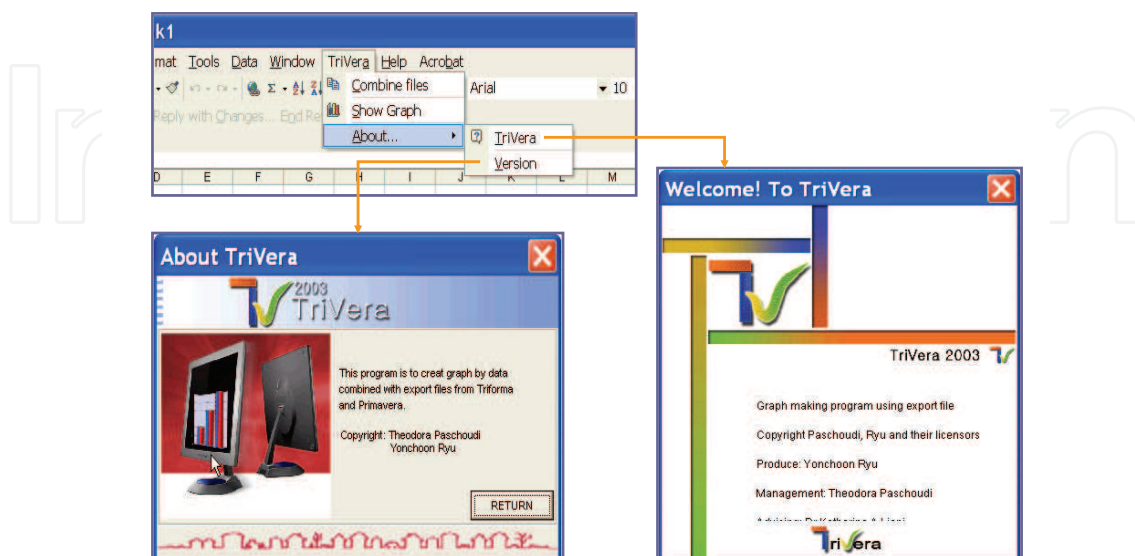 k1
mat Tools Data Window TriVera Help Acrobat
Combine files
Arial
10
Reply with Changes... End Re
Show Graph
About...
TriVera
Version
D E F G H I J K L M
Welcome! To TriVera
TriVera 2003
Graph making program using export file
Copyright Paschoudi, Ryu and their licensors
Produce: Yonchoon Ryu
Management: Theodora Paschoudi
TriVera
About TriVera
2003
TriVera
This program is to creat graph by data
combined with export files from Triforma
and Primavera.
Copyright: Theodora Paschoudi
Yonchoon Ryu
RETURN